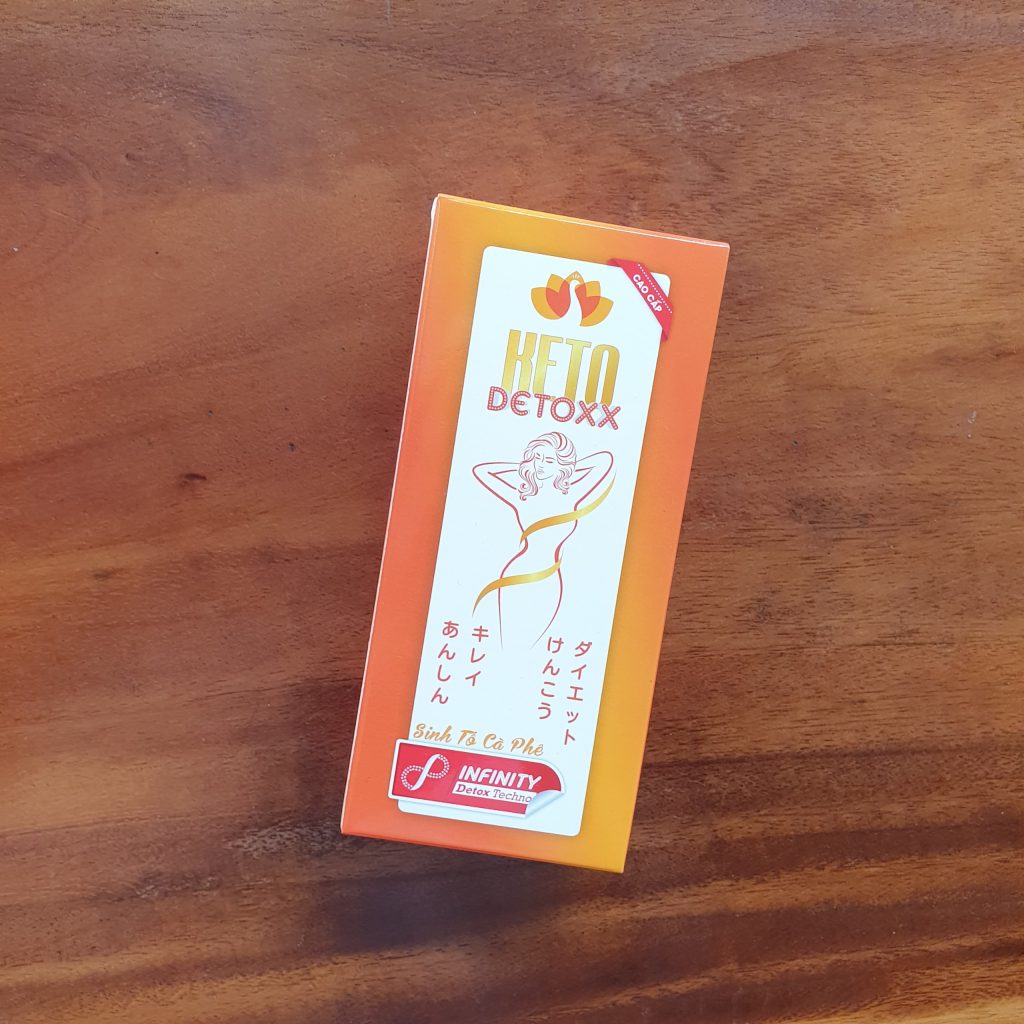 CAO CẤP
KETO
DETOXX
ダイエット
けんこう
キレイ
あんしん
Sinh Tố Cà Phê
INFINITY
Detox Techno